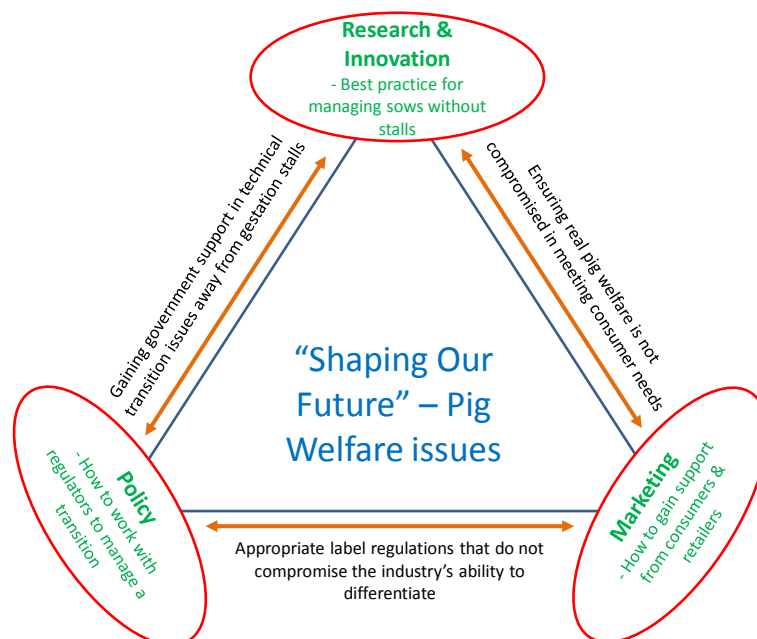 Research &
Innovation
- Best practice for
managing sows without
stalls
Gaining government support in technical
transition issues away from gestation stalls
Ensuring real pig welfare is not
compromised in meeting consumer needs
“Shaping Our
Future” – Pig
Welfare issues
Policy
- How to work with
regulators to manage a
transition
Marketing
- How to gain support
from consumers &
retailers
Appropriate label regulations that do not
compromise the industry’s ability to
differentiate